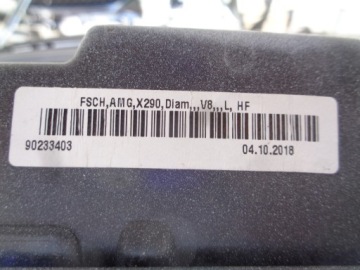 FSCH,AMG,X290,Diam,,,V8,,,L, HF
90233403 04.10.2018